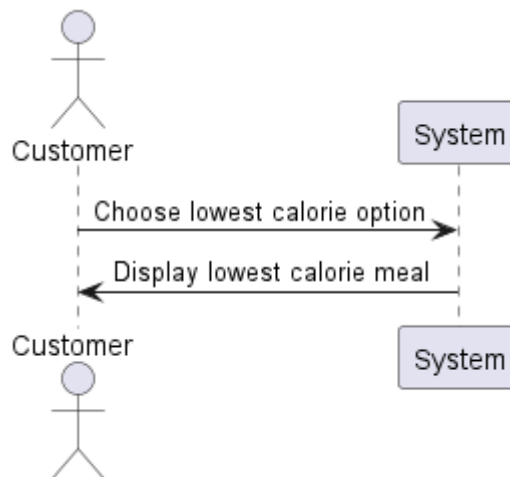 Customer
System
Choose lowest calorie option
Display lowest calorie meal
Customer
System